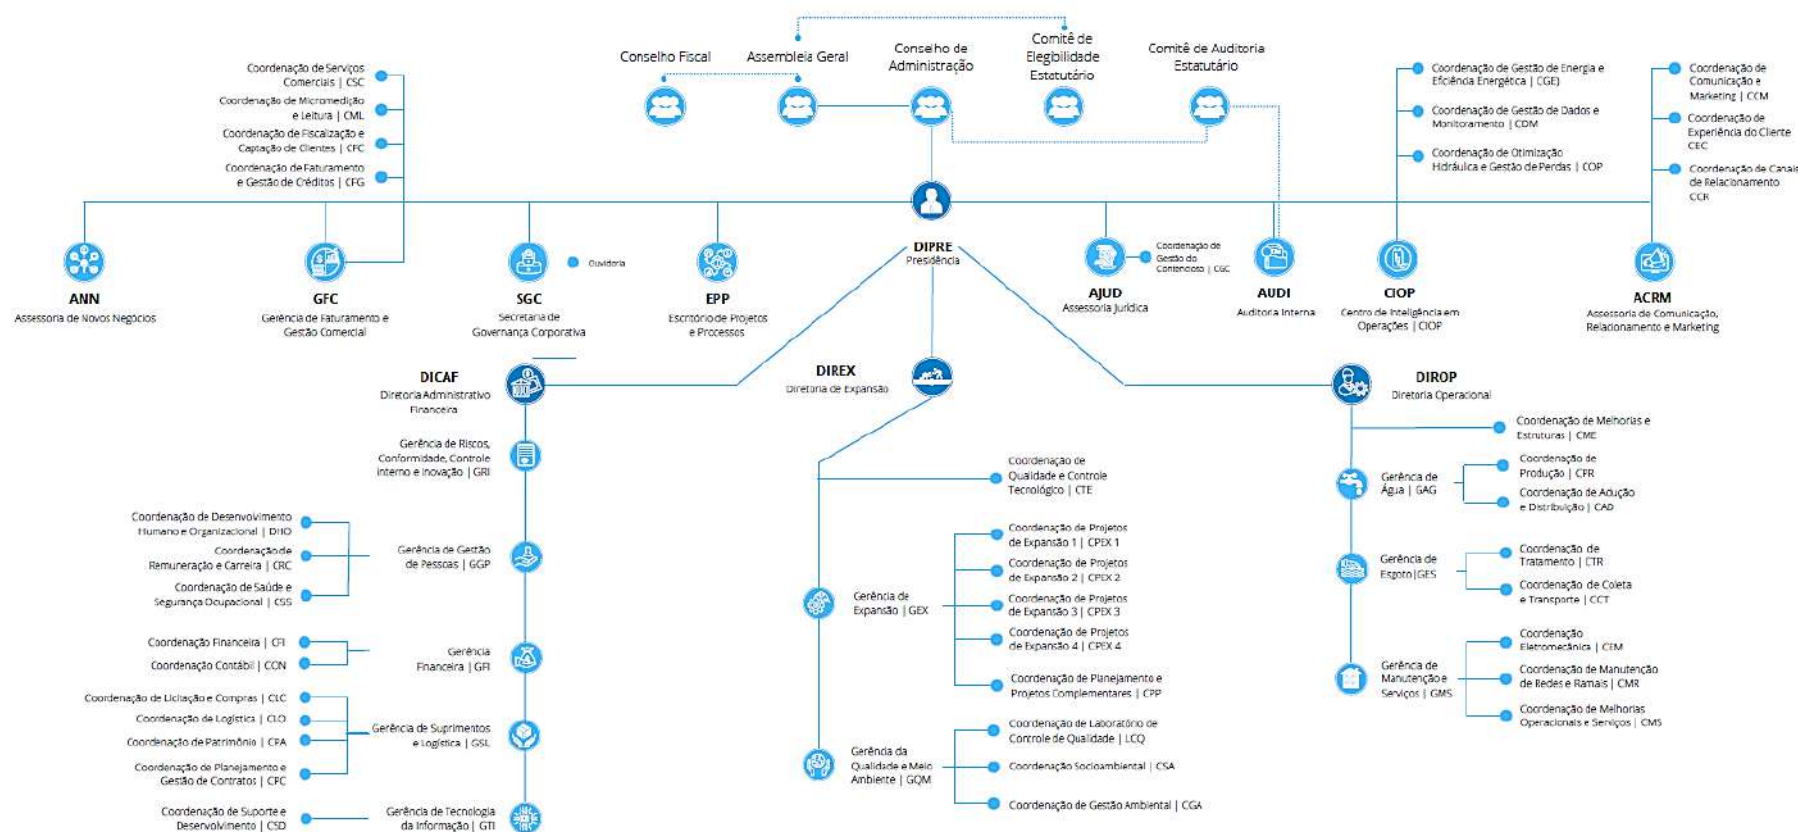 Conselho Fiscal
Assembleia Geral
Conselho de
Administração
Comitê de
Elegibilidade
Estatutário
Comitê de Auditoria
Estatutário
Coordenação de Serviços
Comerciais | CSC
Coordenação de Micromedição
e Leitura | CML
Coordenação de Fiscalização e
Captação de Clientes | CFC
Coordenação de Faturamento
e Gestão de Créditos | CFG
Coordenação de Gestão de Energia e
Eficiência Energética | CGE)
Coordenação de Gestão de Dados e
Monitoramento | CDM
Coordenação de Otimização
Hidráulica e Gestão de Perdas | COP
Coordenação de
Comunicação e
Marketing | CCM
Coordenação de
Experiência do Cliente
CEC
Coordenação de Canais
de Relacionamento
CCR
ANN
Assessoria de Novos Negócios
GFC
Gerência de Faturamento e
Gestão Comercial
SGC
Secretaria de
Governança Corporativa
Ouvidoria
EPP
Escritório de Projetos
e Processos
DIPRE
Presidência
AJUD
Assessoria Jurídica
Coordenação de
Gestão do
Contencioso | CGC
AUDI
Auditoria Interna
CIOP
Centro de Inteligência em
Operações | CIOP
ACRM
Assessoria de Comunicação,
Relacionamento e Marketing
DICAF
Diretoria Administrativo
Financeira
Gerência de Riscos,
Conformidade, Controle
interno e Inovação | GRI
Coordenação de Desenvolvimento
Humano e Organizacional | DHO
Coordenação de
Remuneração e Carreira | CRC
Coordenação de Saúde e
Segurança Ocupacional | CSS
Gerência de Gestão
de Pessoas | GGP
Coordenação Financeira | CFI
Coordenação Contábil | CON
Gerência
Financeira | GFI
Coordenação de Licitação e Compras | CLC
Coordenação de Logística | CLO
Coordenação de Patrimônio | CPA
Coordenação de Planejamento e
Gestão de Contratos | CPC
Gerência de Suprimentos
e Logística | GSL
Coordenação de Suporte e
Desenvolvimento | CSD
Gerência de Tecnologia
da Informação | GTI
DIREX
Diretoria de Expansão
Coordenação de
Qualidade e Controle
Tecnológico | CTE
Gerência de
Expansão | GEX
Coordenação de Projetos
de Expansão 1 | CPEX 1
Coordenação de Projetos
de Expansão 2 | CPEX 2
Coordenação de Projetos
de Expansão 3 | CPEX 3
Coordenação de Projetos
de Expansão 4 | CPEX 4
Coordenação de Planejamento e
Projetos Complementares | CPP
Gerência da
Qualidade e Meio
Ambiente | GQM
Coordenação de Laboratório de
Controle de Qualidade | LCQ
Coordenação Socioambiental | CSA
Coordenação de Gestão Ambiental | CGA
DIROP
Diretoria Operacional
Coordenação de Melhorias e
Estruturas | CME
Gerência de
Água | GAG
Coordenação de
Produção | CPR
Coordenação de Adução
e Distribuição | CAD
Gerência de
Esgoto|GES
Coordenação de
Tratamento | CTR
Coordenação de Coleta
e Transporte | CCT
Gerência de
Manutenção e
Serviços | GMS
Coordenação
Eletromecânica | CEM
Coordenação de Manutenção
de Redes e Ramais | CMR
Coordenação de Melhorias
Operacionais e Serviços | CMS